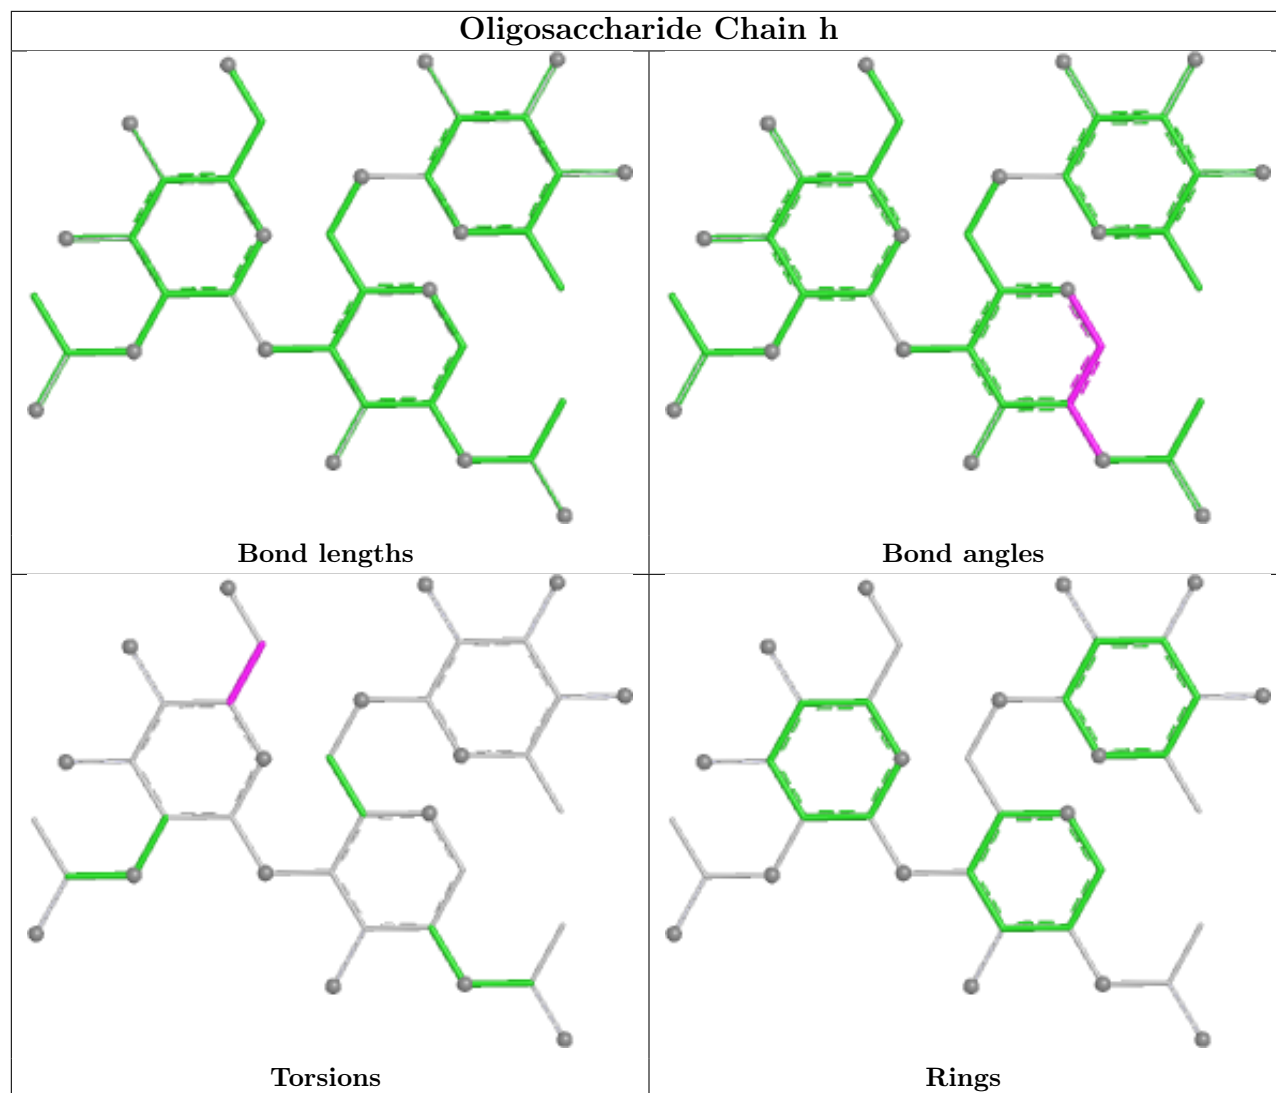 Oligosaccharide Chain h
Bond lengths
Bond angles
Torsions
Rings